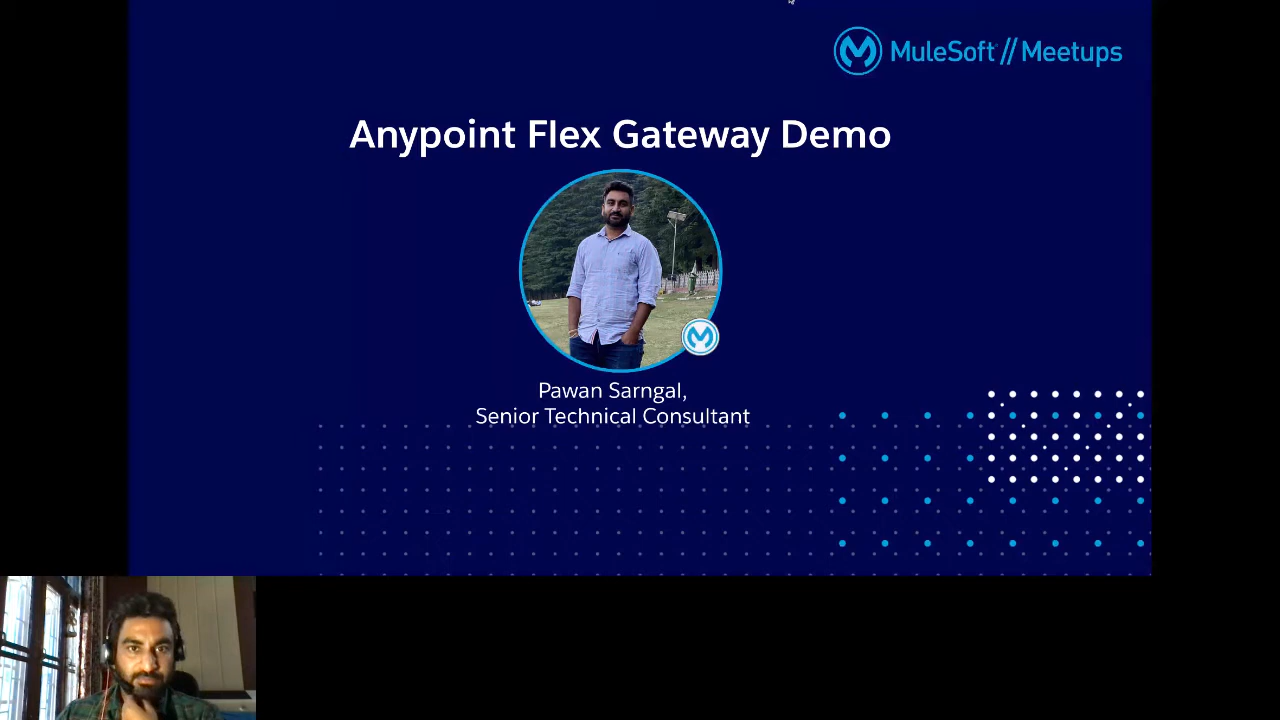 MuleSoft // Meetups
Anypoint Flex Gateway Demo
Pawan Sarngal,
Senior Technical Consultant